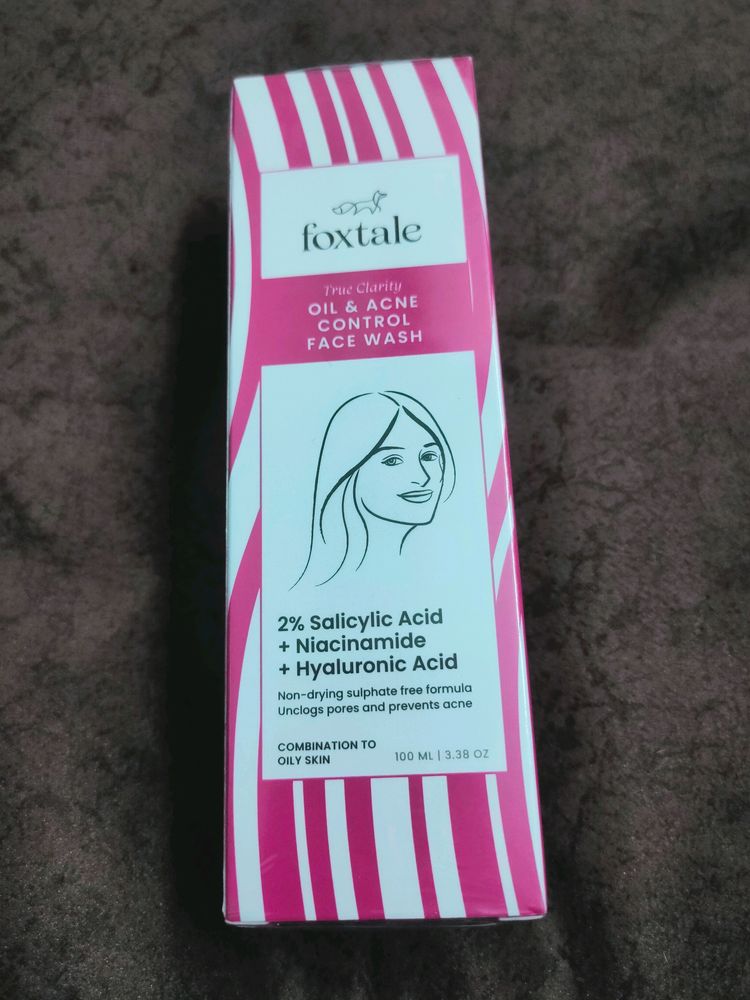 foxtale
True Clarity
OIL & ACNE
CONTROL
FACE WASH
2% Salicylic Acid
+ Niacinamide
+ Hyaluronic Acid
Non-drying sulphate free formula
Unclogs pores and prevents acne
COMBINATION TO
OILY SKIN
100 ML | 3.38 OZ